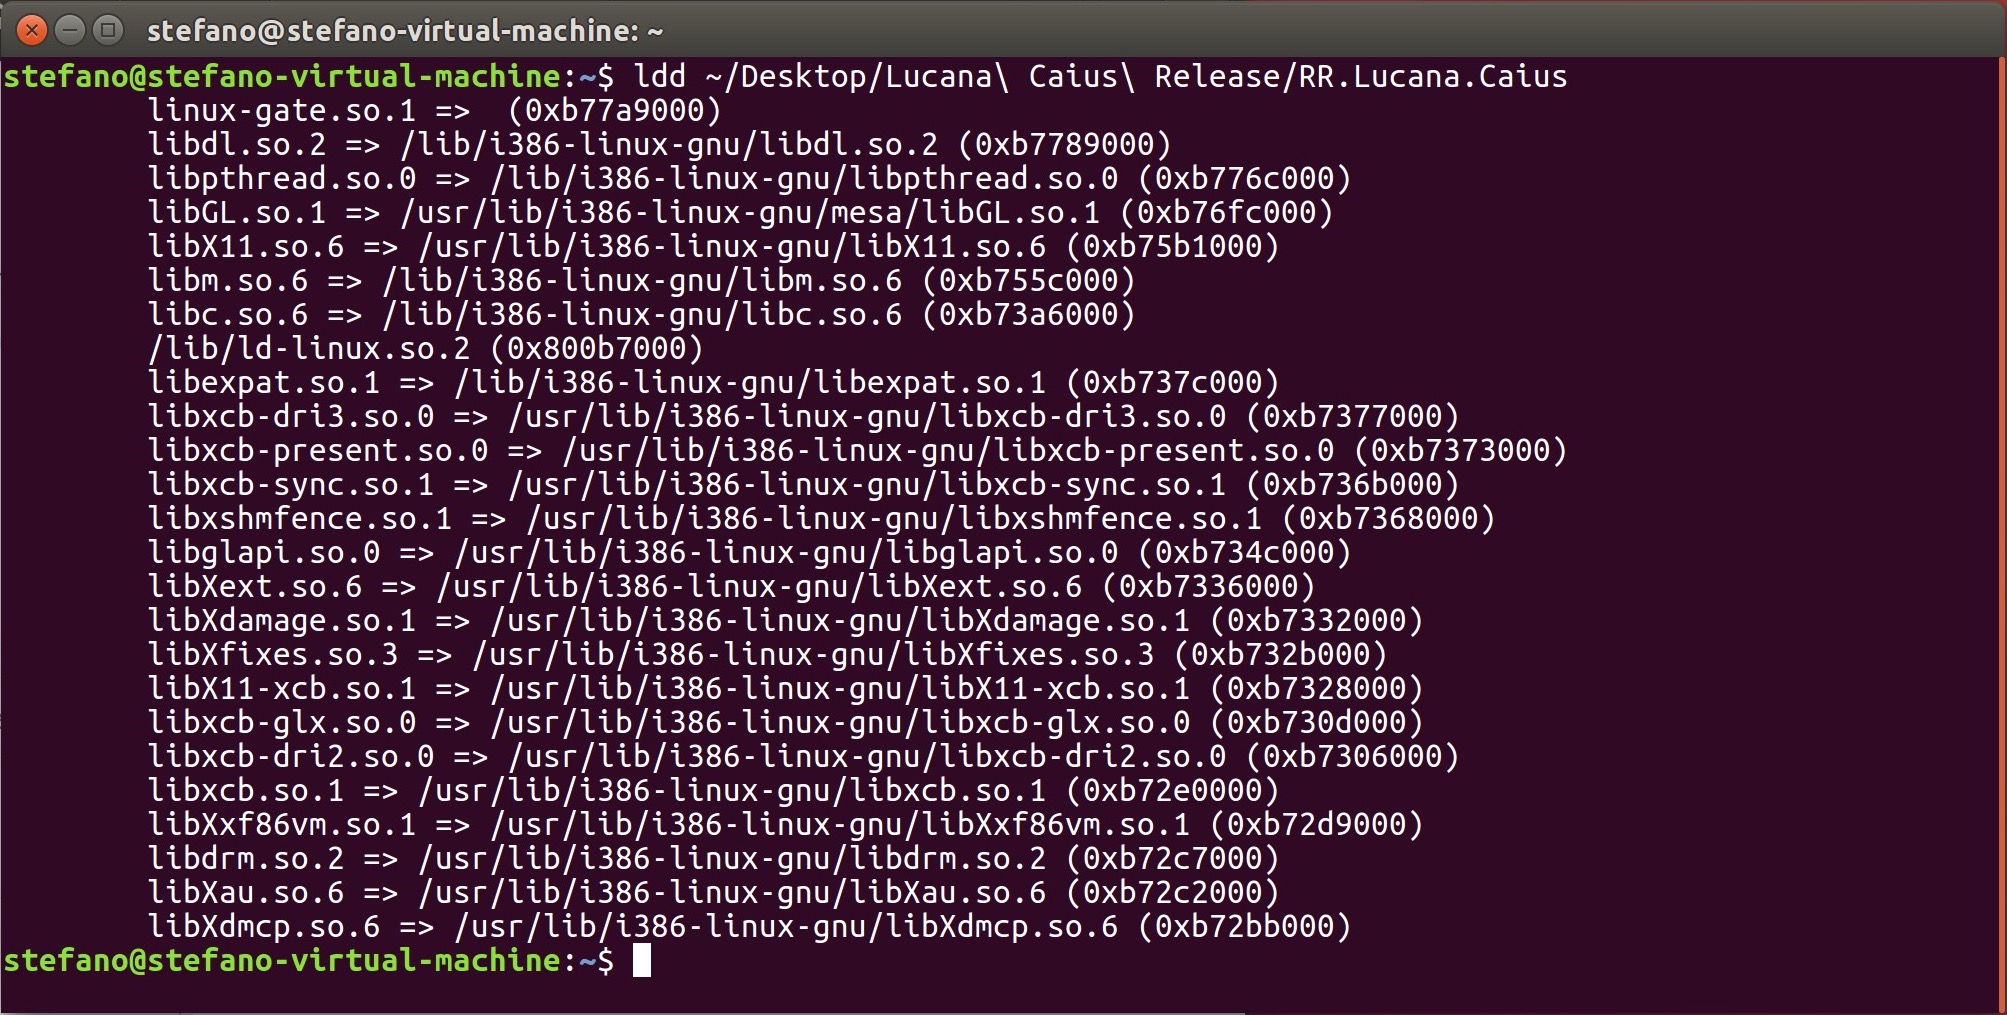 stefano@stefano-virtual-machine: ~
stefano@stefano-virtual-machine:~$ ldd ~/Desktop/Lucana\ Caius\ Release/RR.Lucana.Caius
linux-gate.so.1 =>  (0xb77a9000)
libdl.so.2 => /lib/i386-linux-gnu/libdl.so.2 (0xb7789000)
libpthread.so.0 => /lib/i386-linux-gnu/libpthread.so.0 (0xb776c000)
libGL.so.1 => /usr/lib/i386-linux-gnu/mesa/libGL.so.1 (0xb76fc000)
libX11.so.6 => /usr/lib/i386-linux-gnu/libX11.so.6 (0xb75b1000)
libm.so.6 => /lib/i386-linux-gnu/libm.so.6 (0xb755c000)
libc.so.6 => /lib/i386-linux-gnu/libc.so.6 (0xb73a6000)
/lib/ld-linux.so.2 (0x800b7000)
libexpat.so.1 => /lib/i386-linux-gnu/libexpat.so.1 (0xb737c000)
libxcb-dri3.so.0 => /usr/lib/i386-linux-gnu/libxcb-dri3.so.0 (0xb7377000)
libxcb-present.so.0 => /usr/lib/i386-linux-gnu/libxcb-present.so.0 (0xb7373000)
libxcb-sync.so.1 => /usr/lib/i386-linux-gnu/libxcb-sync.so.1 (0xb736b000)
libxshmfence.so.1 => /usr/lib/i386-linux-gnu/libxshmfence.so.1 (0xb7368000)
libglapi.so.0 => /usr/lib/i386-linux-gnu/libglapi.so.0 (0xb734c000)
libXext.so.6 => /usr/lib/i386-linux-gnu/libXext.so.6 (0xb7336000)
libXdamage.so.1 => /usr/lib/i386-linux-gnu/libXdamage.so.1 (0xb7332000)
libXfixes.so.3 => /usr/lib/i386-linux-gnu/libXfixes.so.3 (0xb732b000)
libX11-xcb.so.1 => /usr/lib/i386-linux-gnu/libX11-xcb.so.1 (0xb7328000)
libxcb-glx.so.0 => /usr/lib/i386-linux-gnu/libxcb-glx.so.0 (0xb730d000)
libxcb-dri2.so.0 => /usr/lib/i386-linux-gnu/libxcb-dri2.so.0 (0xb7306000)
libxcb.so.1 => /usr/lib/i386-linux-gnu/libxcb.so.1 (0xb72e0000)
libXxf86vm.so.1 => /usr/lib/i386-linux-gnu/libXxf86vm.so.1 (0xb72d9000)
libdrm.so.2 => /usr/lib/i386-linux-gnu/libdrm.so.2 (0xb72c7000)
libXau.so.6 => /usr/lib/i386-linux-gnu/libXau.so.6 (0xb72c2000)
libXdmcp.so.6 => /usr/lib/i386-linux-gnu/libXdmcp.so.6 (0xb72bb000)
stefano@stefano-virtual-machine:~$